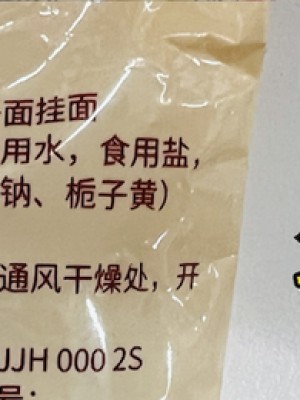 面挂面
用水，食用盐，
钠、栀子黄）
通风干燥处，开
JJH 000 2S
号：